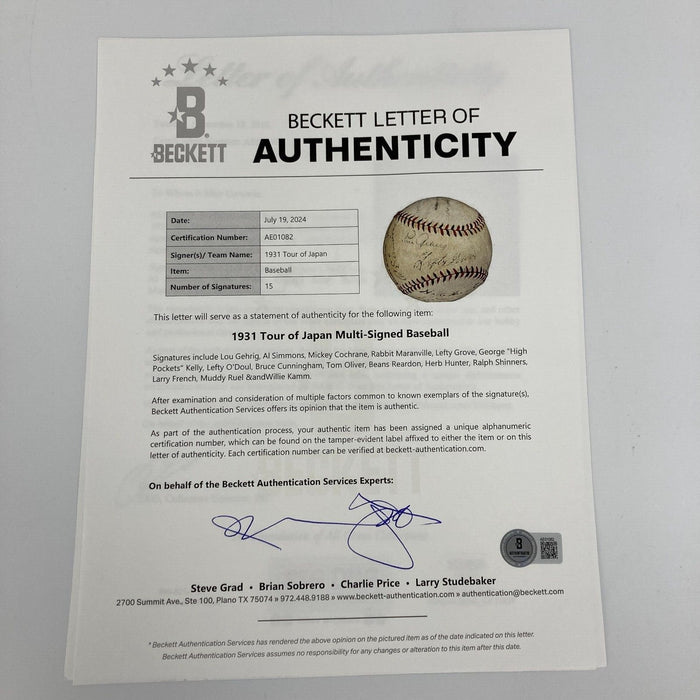 BECKETT LETTER OF
AUTHENTICITY
B
BECKETT
Date: July 19, 2024
Certification Number: AE01082
Signer(s)/ Team Name: 1931 Tour of Japan
Item: Baseball
Number of Signatures: 15
This letter will serve as a statement of authenticity for the following item:
1931 Tour of Japan Multi-Signed Baseball
Signatures include Lou Gehrig, Al Simmons, Mickey Cochrane, Rabbit Maranville, Lefty Grove, George "High
Pockets" Kelly, Lefty O'Doul, Bruce Cunningham, Tom Oliver, Beans Reardon, Herb Hunter, Ralph Shinners,
Larry French, Muddy Ruel &andWillie Kamm.
After examination and consideration of multiple factors common to known exemplars of the signature(s),
Beckett Authentication Services offers its opinion that the item is authentic.
As part of the authentication process, your authentic item has been assigned a unique alphanumeric
certification number, which can be found on the tamper-evident label affixed to either the item or on this
letter of authenticity. Each certification number can be verified at beckett-authentication.com.
On behalf of the Beckett Authentication Services Experts:
Steve Grad • Brian Sobrero • Charlie Price • Larry Studebaker
2700 Summit Ave., Ste 100, Plano TX 75074 » 972.448.9188 » www.beckett-authentication.com » authentication@beckett.com
*Beckett Authentication Services has rendered the above opinion on the pictured item as of the date indicated on this letter.
Beckett Authentication Services assumes no responsibility for any changes or alteration to this item after this date.